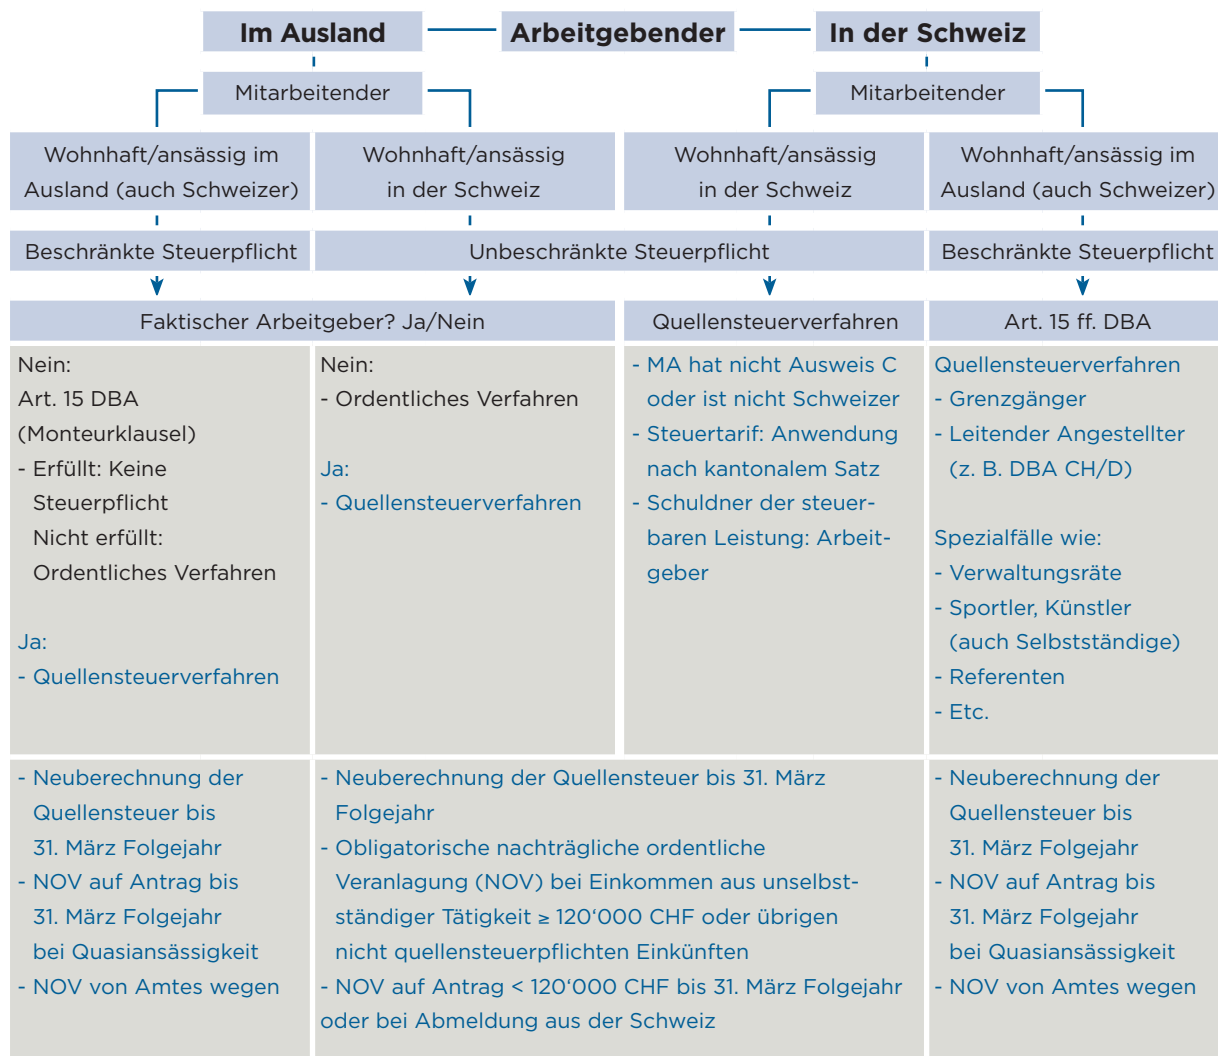 Im Ausland
Arbeitgebender
In der Schweiz
Mitarbeitender
Mitarbeitender
Wohnhaft/ansässig im
Ausland (auch Schweizer)
Wohnhaft/ansässig
in der Schweiz
Wohnhaft/ansässig
in der Schweiz
Wohnhaft/ansässig im
Ausland (auch Schweizer)
Beschränkte Steuerpflicht
Unbeschränkte Steuerpflicht
Beschränkte Steuerpflicht
Faktischer Arbeitgeber? Ja/Nein
Quellensteuerverfahren
Art. 15 ff. DBA
Nein:
Art. 15 DBA
(Monteurklausel)
- Erfüllt: Keine
Steuerpflicht
Nicht erfüllt:
Ordentliches Verfahren
Ja:
- Quellensteuerverfahren
Nein:
- Ordentliches Verfahren
Ja:
- Quellensteuerverfahren
- MA hat nicht Ausweis C
oder ist nicht Schweizer
- Steuertarif: Anwendung
nach kantonalem Satz
- Schuldner der steuer-
baren Leistung: Arbeit-
geber
Quellensteuerverfahren
- Grenzgänger
- Leitender Angestellter
(z. B. DBA CH/D)
Spezialfälle wie:
- Verwaltungsräte
- Sportler, Künstler
(auch Selbstständige)
- Referenten
- Etc.
- Neuberechnung der
Quellensteuer bis
31. März Folgejahr
- NOV auf Antrag bis
31. März Folgejahr
bei Quasiansässigkeit
- NOV von Amtes wegen
- Neuberechnung der Quellensteuer bis 31. März
Folgejahr
- Obligatorische nachträgliche ordentliche
Veranlagung (NOV) bei Einkommen aus unselbst-
ständiger Tätigkeit ≥ 120‘000 CHF oder übrigen
nicht quellensteuerpflichten Einkünften
- NOV auf Antrag < 120‘000 CHF bis 31. März Folgejahr
oder bei Abmeldung aus der Schweiz
- Neuberechnung der
Quellensteuer bis
31. März Folgejahr
- NOV auf Antrag bis
31. März Folgejahr
bei Quasiansässigkeit
- NOV von Amtes wegen